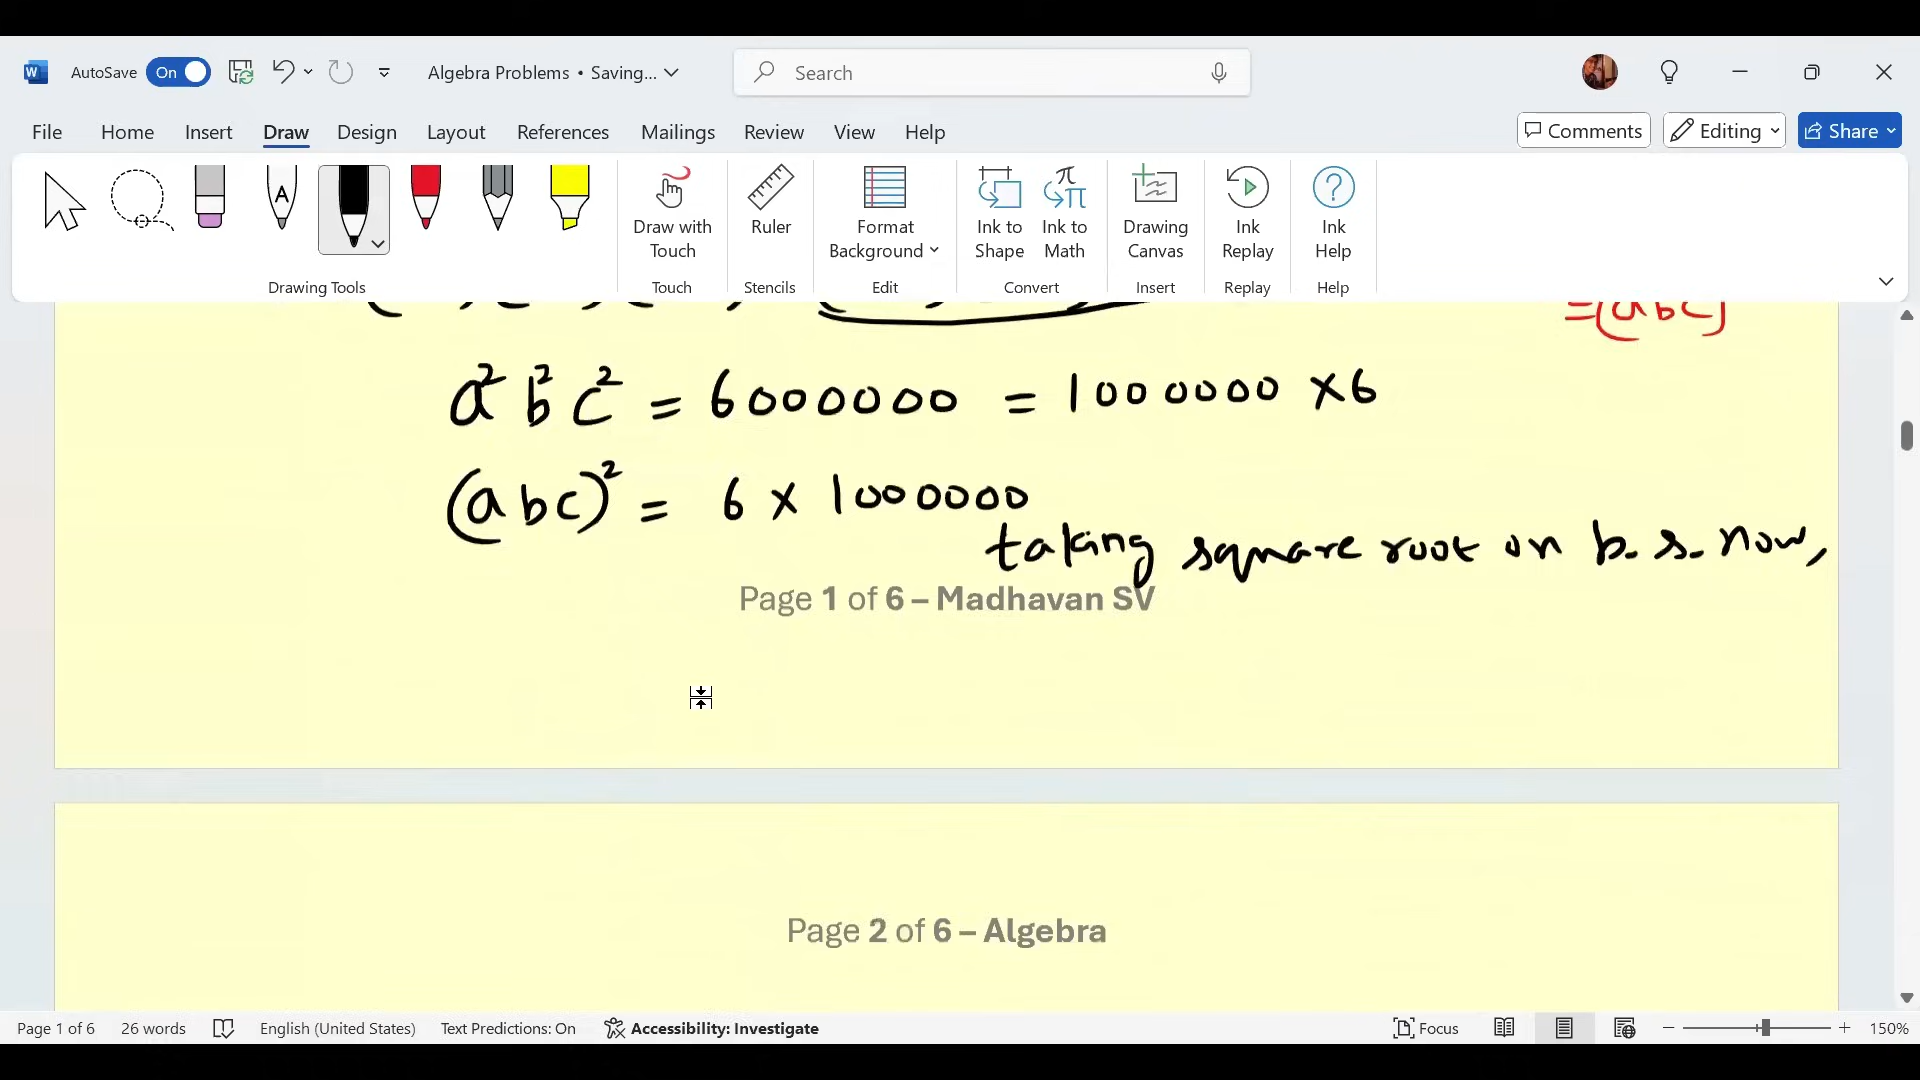 AutoSave On Algebra Problems • Saving... Search
File Home Insert Draw Design Layout References Mailings Review View Help Comments Editing Share
A
Draw with Touch Ruler Format Background Ink to Shape Ink to Math Drawing Canvas Ink Replay Ink Help
Drawing Tools Touch Stencils Edit Convert Insert Replay Help
=(abc)
a² b² c² = 6000000 = 1000000 ×6
(abc)² = 6 × 1000000
taking square root on b.s. now,
Page 1 of 6 – Madhavan SV
Page 2 of 6 – Algebra
Page 1 of 6 26 words English (United States) Text Predictions: On Accessibility: Investigate Focus 150%